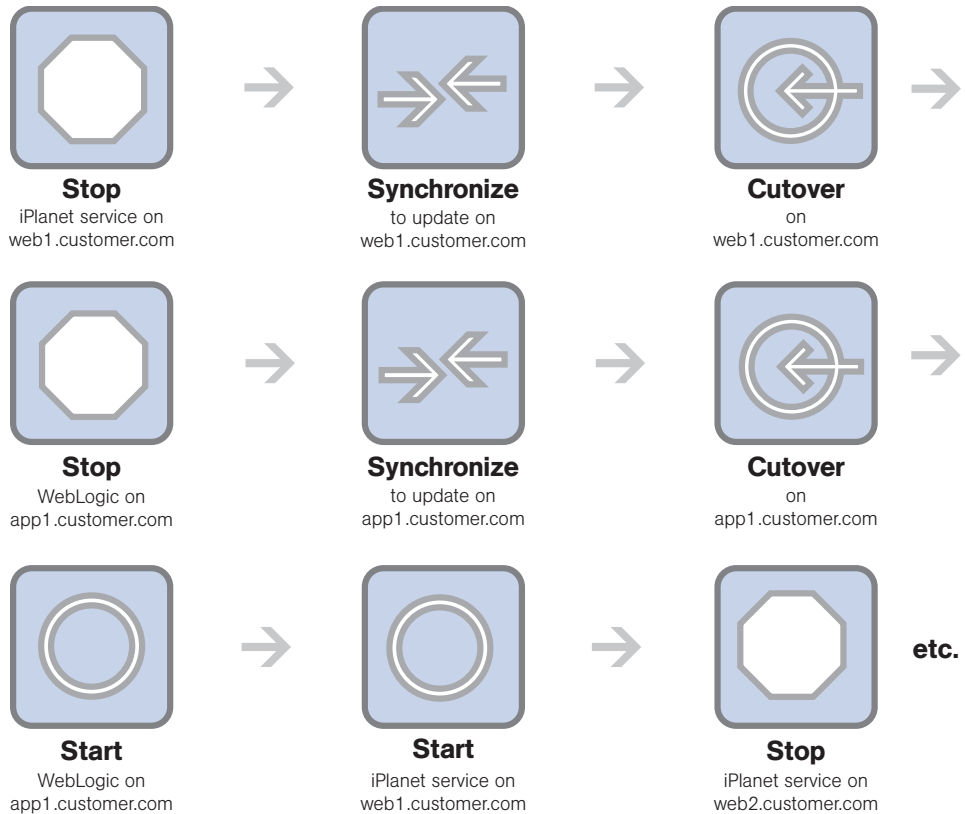 Stop
iPlanet service on
web1.customer.com
Synchronize
to update on
web1.customer.com
Cutover
on
web1.customer.com
Stop
WebLogic on
app1.customer.com
Synchronize
to update on
app1.customer.com
Cutover
on
app1.customer.com
etc.
Start
WebLogic on
app1.customer.com
Start
iPlanet service on
web1.customer.com
Stop
iPlanet service on
web2.customer.com